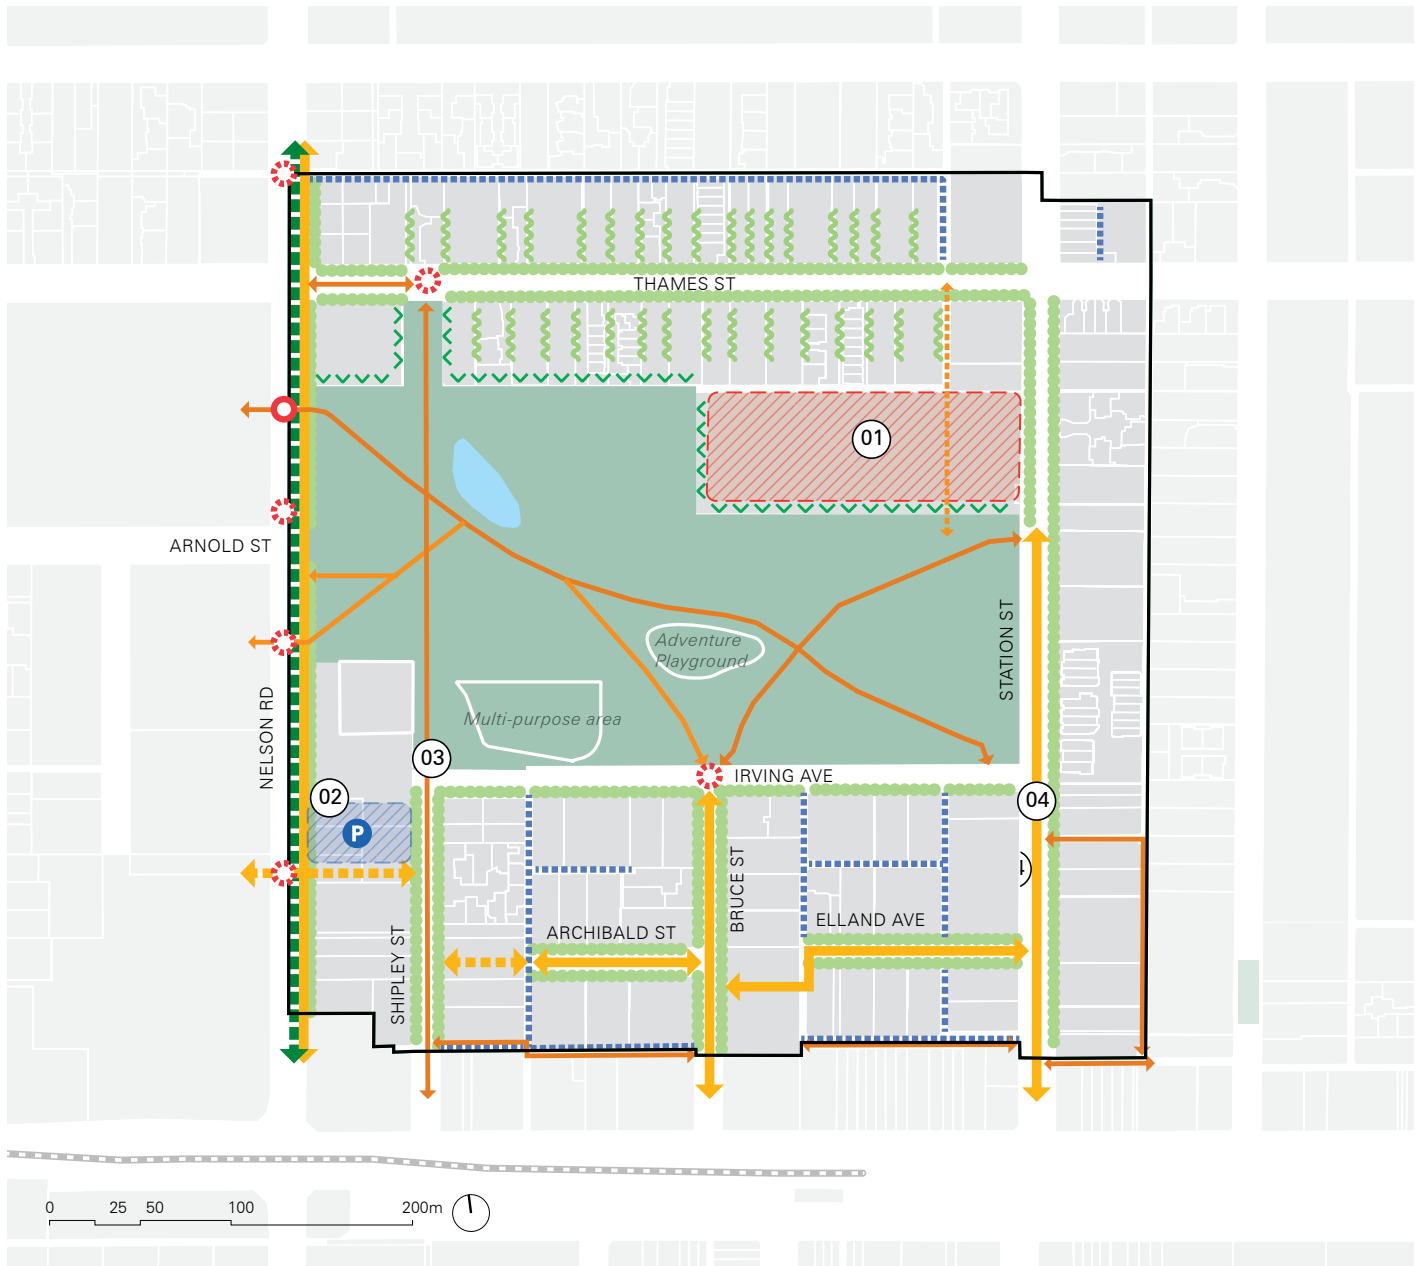 THAMES ST
01
ARNOLD ST
Adventure
Playground
STATION ST
NELSON RD
Multi-purpose area
03
IRVING AVE
02
04
P
BRUCE ST
ELLAND AVE
ARCHIBALD ST
SHIPLEY ST
0 25 50 100 200m